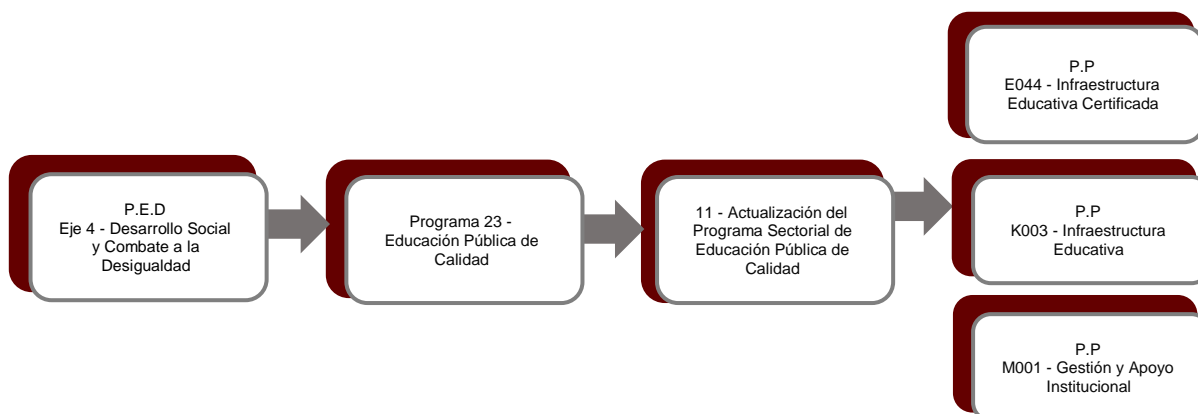 P.E.D
Eje 4 - Desarrollo Social
y Combate a la
Desigualdad
Programa 23 -
Educación Pública de
Calidad
11 - Actualización del
Programa Sectorial de
Educación Pública de
Calidad
P.P
E044 - Infraestructura
Educativa Certificada
P.P
K003 - Infraestructura
Educativa
P.P
M001 - Gestión y Apoyo
Institucional